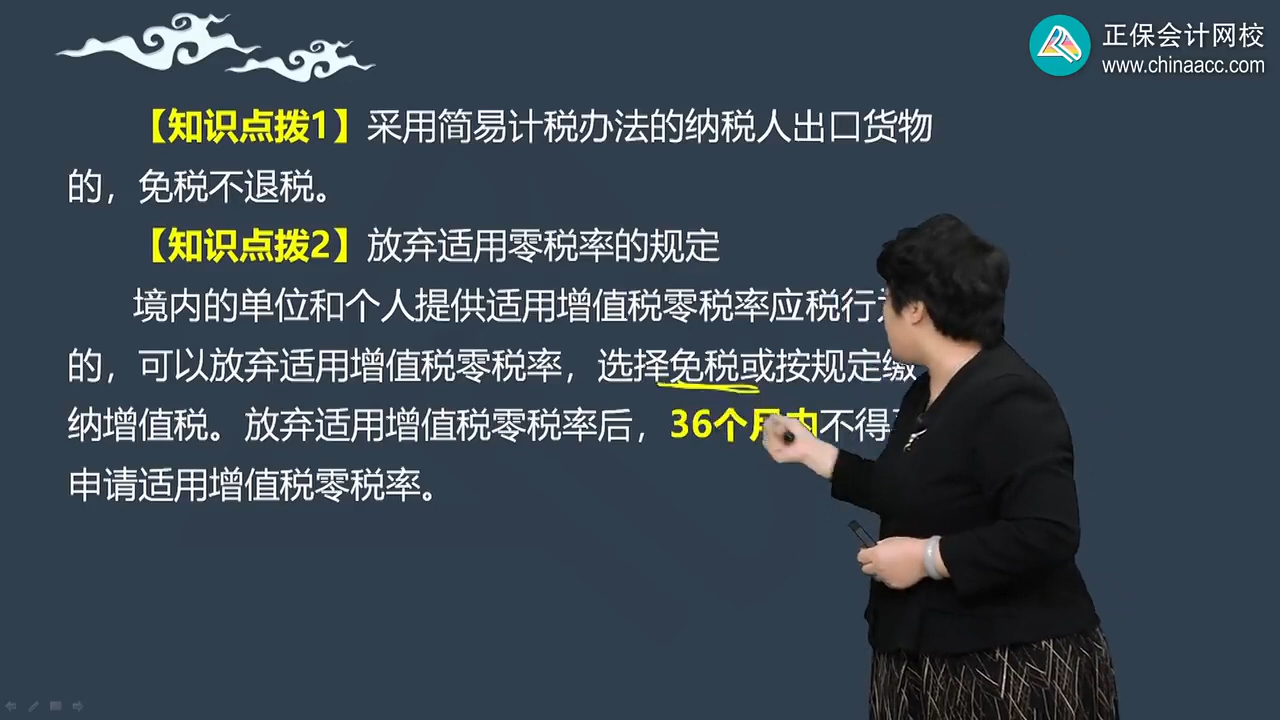 正保会计网校
www.chinaacc.com
【知识点拨1】采用简易计税办法的纳税人出口货物
的，免税不退税。
【知识点拨2】放弃适用零税率的规定
境内的单位和个人提供适用增值税零税率应税行
的，可以放弃适用增值税零税率，选择免税或按规定缴
纳增值税。放弃适用增值税零税率后，36个月内不得
申请适用增值税零税率。